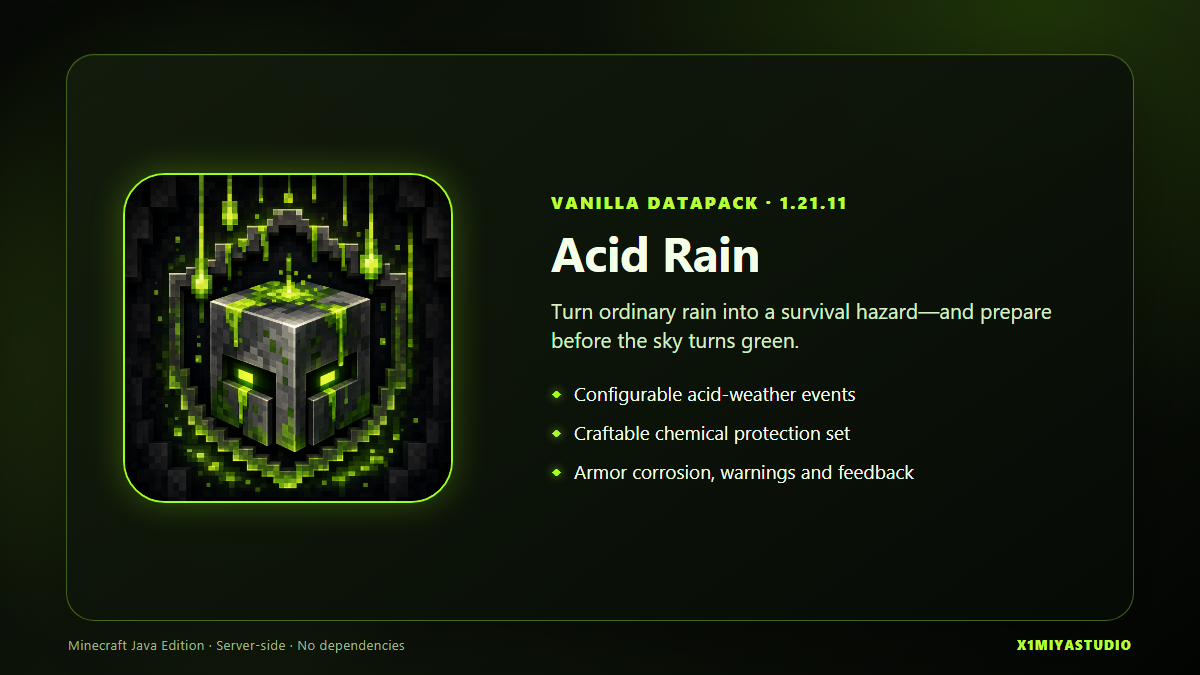 VANILLA DATAPACK · 1.21.11
Acid Rain
Turn ordinary rain into a survival hazard—and prepare
before the sky turns green.
Configurable acid-weather events
Craftable chemical protection set
Armor corrosion, warnings and feedback
Minecraft Java Edition · Server-side · No dependencies
X1MIYASTUDIO